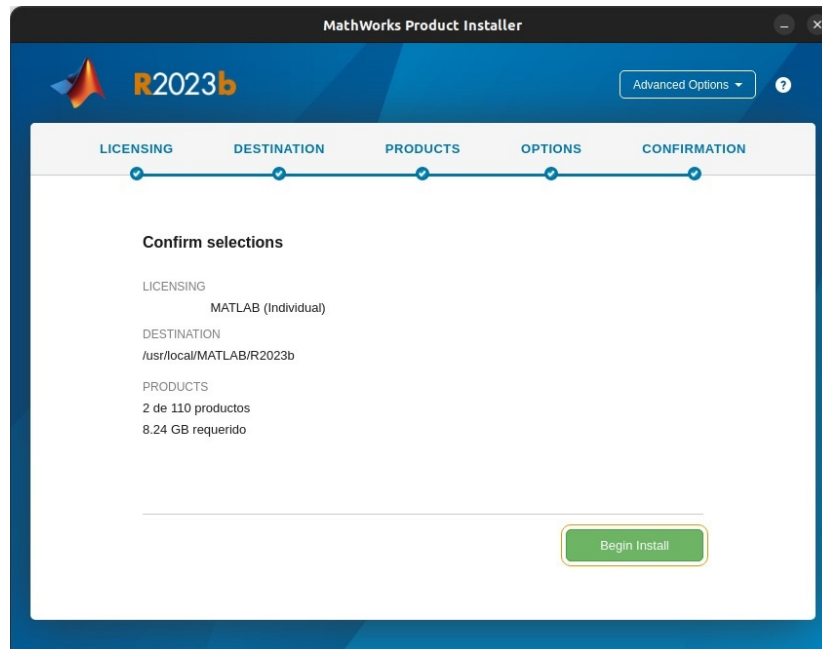 MathWorks Product Installer
R2023b
Advanced Options
?
LICENSING DESTINATION PRODUCTS OPTIONS CONFIRMATION
Confirm selections
LICENSING
MATLAB (Individual)
DESTINATION
/usr/local/MATLAB/R2023b
PRODUCTS
2 de 110 productos
8.24 GB requerido
Begin Install